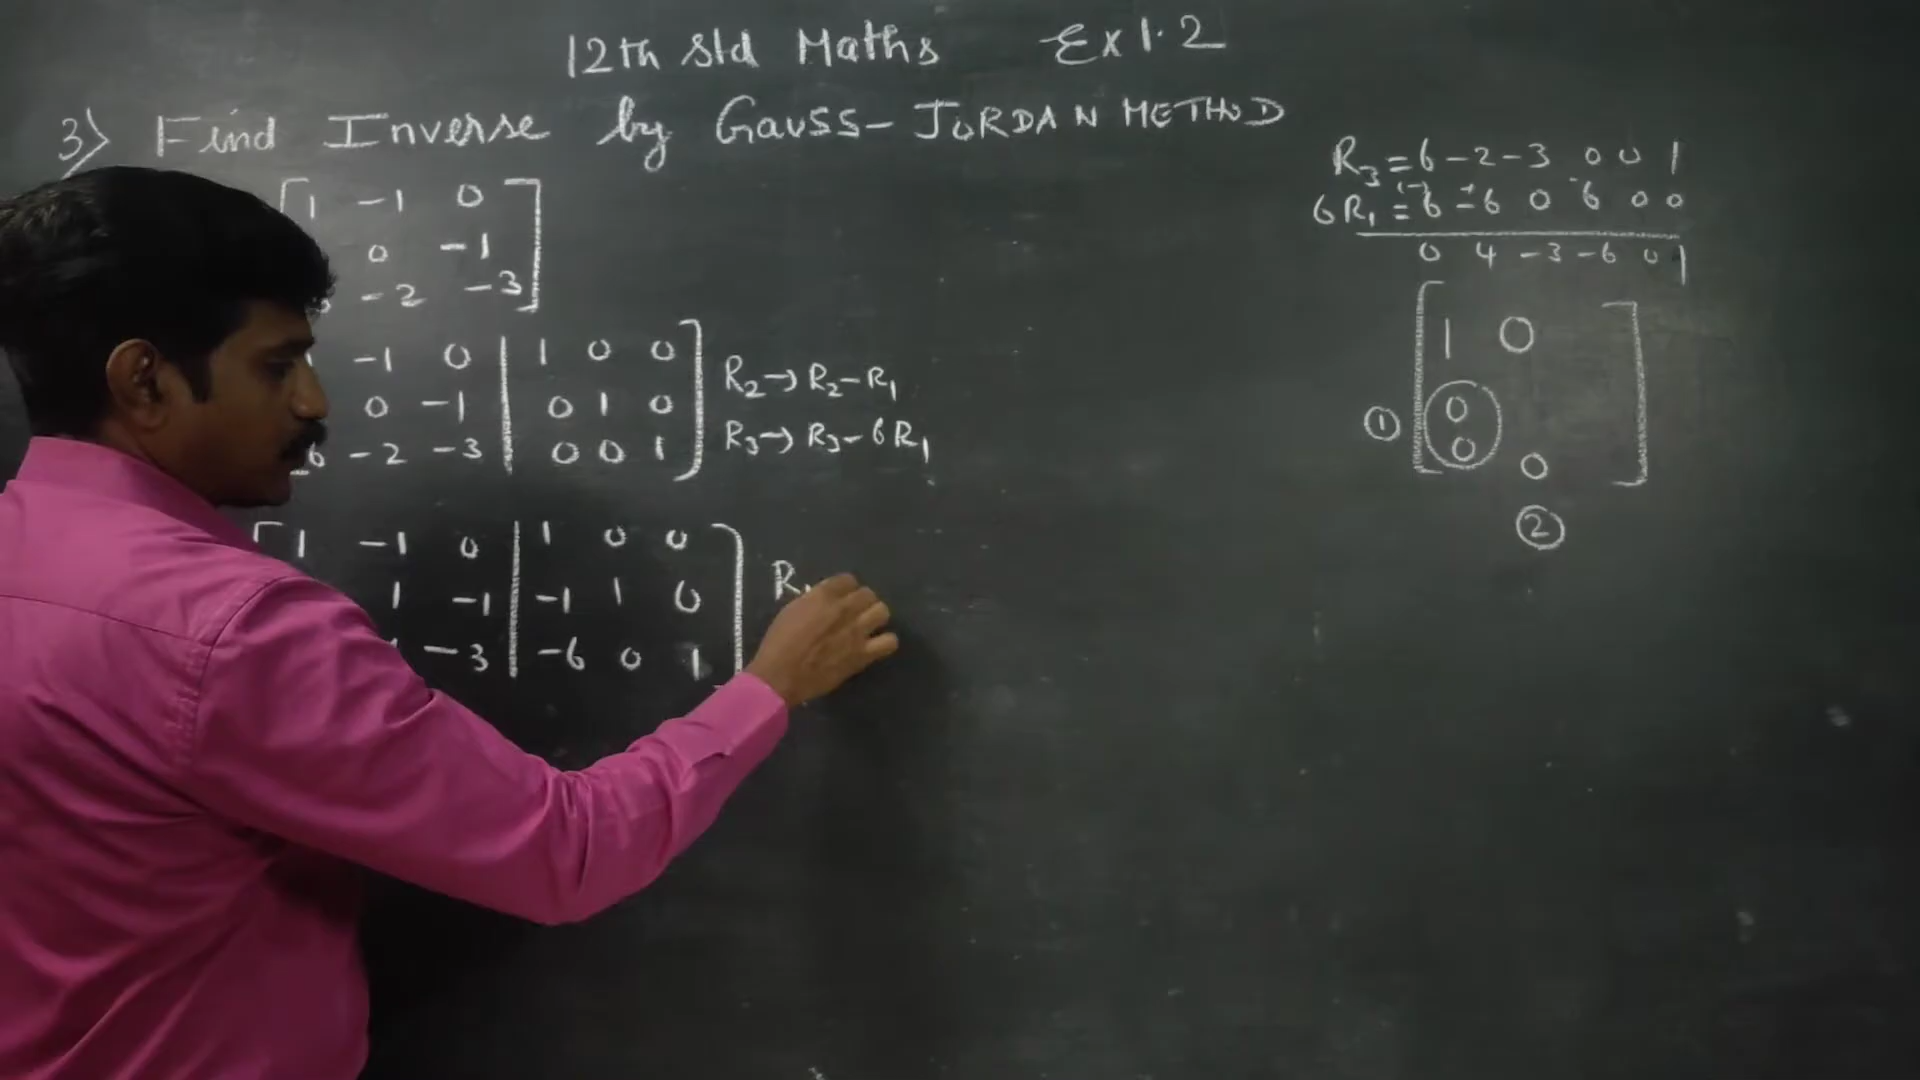 12th std Maths Ex 1.2
3) Find Inverse by Gauss-JORDAN METHOD
1 -1 0
0 -1
-2 -3
-1 0 | 1 0 0
0 -1 | 0 1 0
6 -2 -3 | 0 0 1
R2→R2-R1
R3→R3-6R1
1 -1 0 | 1 0 0
1 -1 | -1 1 0
-3 | -6 0 1
R1
R3=6-2-3 0 0 1
(-) + -
6R1=6-6 0 6 0 0
0 4 -3-6 0 1
1 0
① 0
0 0
②